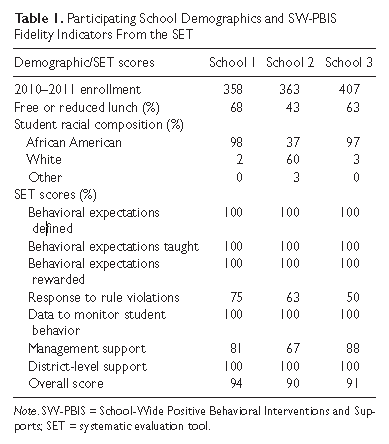 Table 1. Participating School Demographics and SW-PBIS
Fidelity Indicators From the SET
Demographic/SET scores School 1 School 2 School 3
2010–2011 enrollment 358 363 407
Free or reduced lunch (%) 68 43 63
Student racial composition (%)
African American 98 37 97
White 2 60 3
Other 0 3 0
SET scores (%)
Behavioral expectations 100 100 100
defined
Behavioral expectations taught 100 100 100
Behavioral expectations 100 100 100
rewarded
Response to rule violations 75 63 50
Data to monitor student 100 100 100
behavior
Management support 81 67 88
District-level support 100 100 100
Overall score 94 90 91
Note. SW-PBIS = School-Wide Positive Behavioral Interventions and Sup-
ports; SET = systematic evaluation tool.